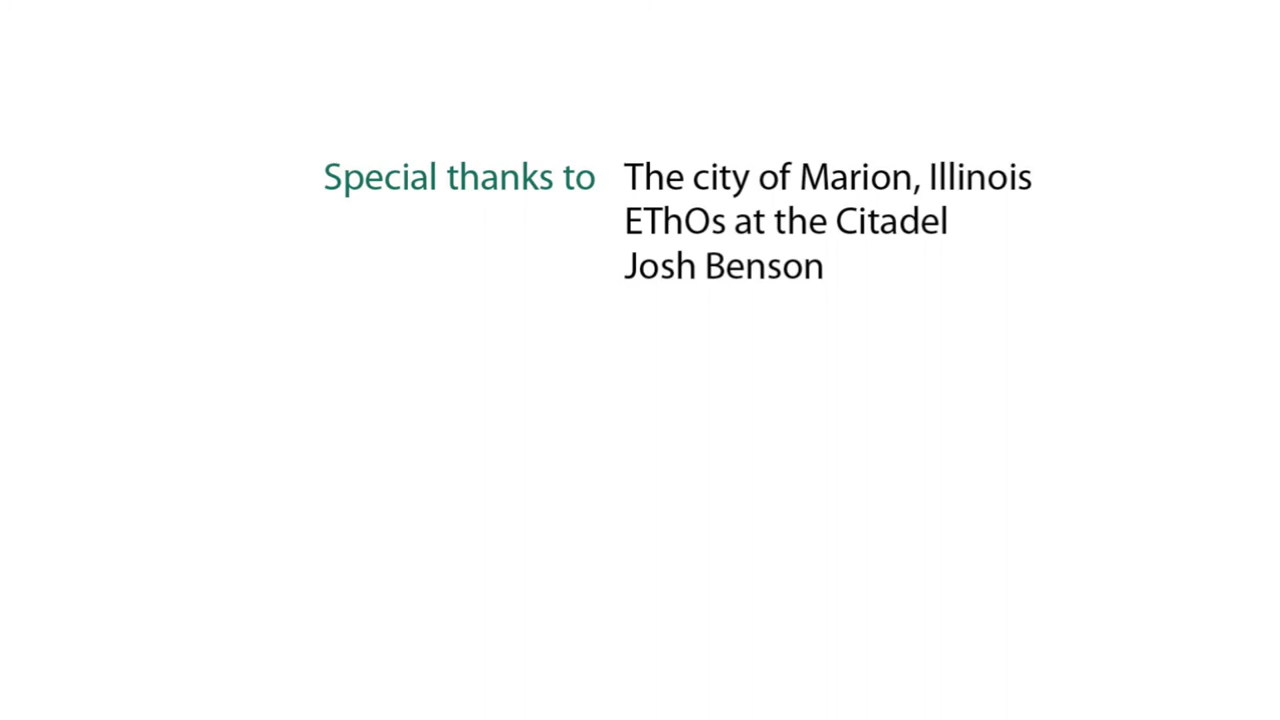 Special thanks to The city of Marion, Illinois
EThOs at the Citadel
Josh Benson